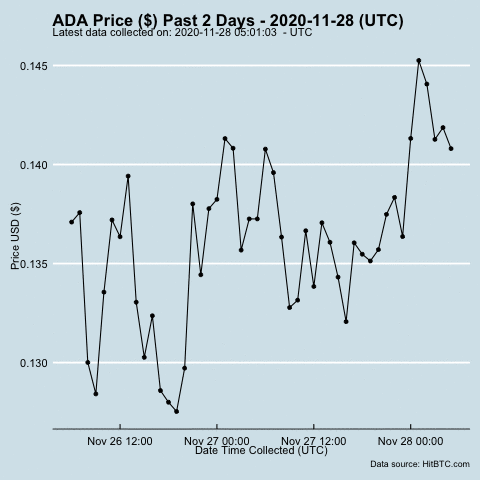 ADA Price ($) Past 2 Days - 2020-11-28 (UTC)
Latest data collected on: 2020-11-28 05:01:03  - UTC
0.145
0.140
0.135
0.130
Price USD ($)
Nov 26 12:00 Nov 27 00:00 Nov 27 12:00 Nov 28 00:00
Date Time Collected (UTC)
Data source: HitBTC.com